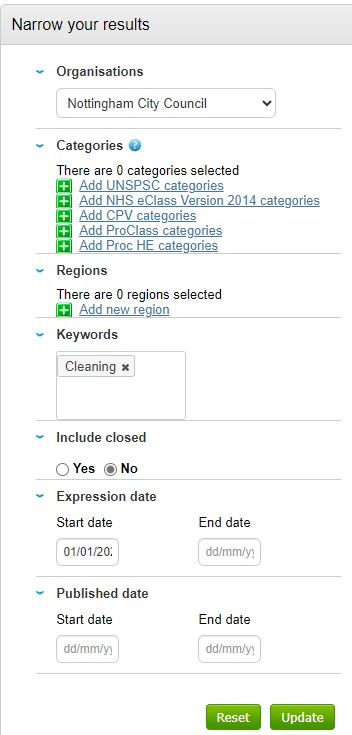 Narrow your results
Organisations
Nottingham City Council
Categories ?
There are 0 categories selected
Add UNSPSC categories
Add NHS eClass Version 2014 categories
Add CPV categories
Add ProClass categories
Add Proc HE categories
Regions
There are 0 regions selected
Add new region
Keywords
Cleaning ×
Include closed
Yes No
Expression date
Start date End date
01/01/202 dd/mm/yy
Published date
Start date End date
dd/mm/yy dd/mm/yy
Reset Update